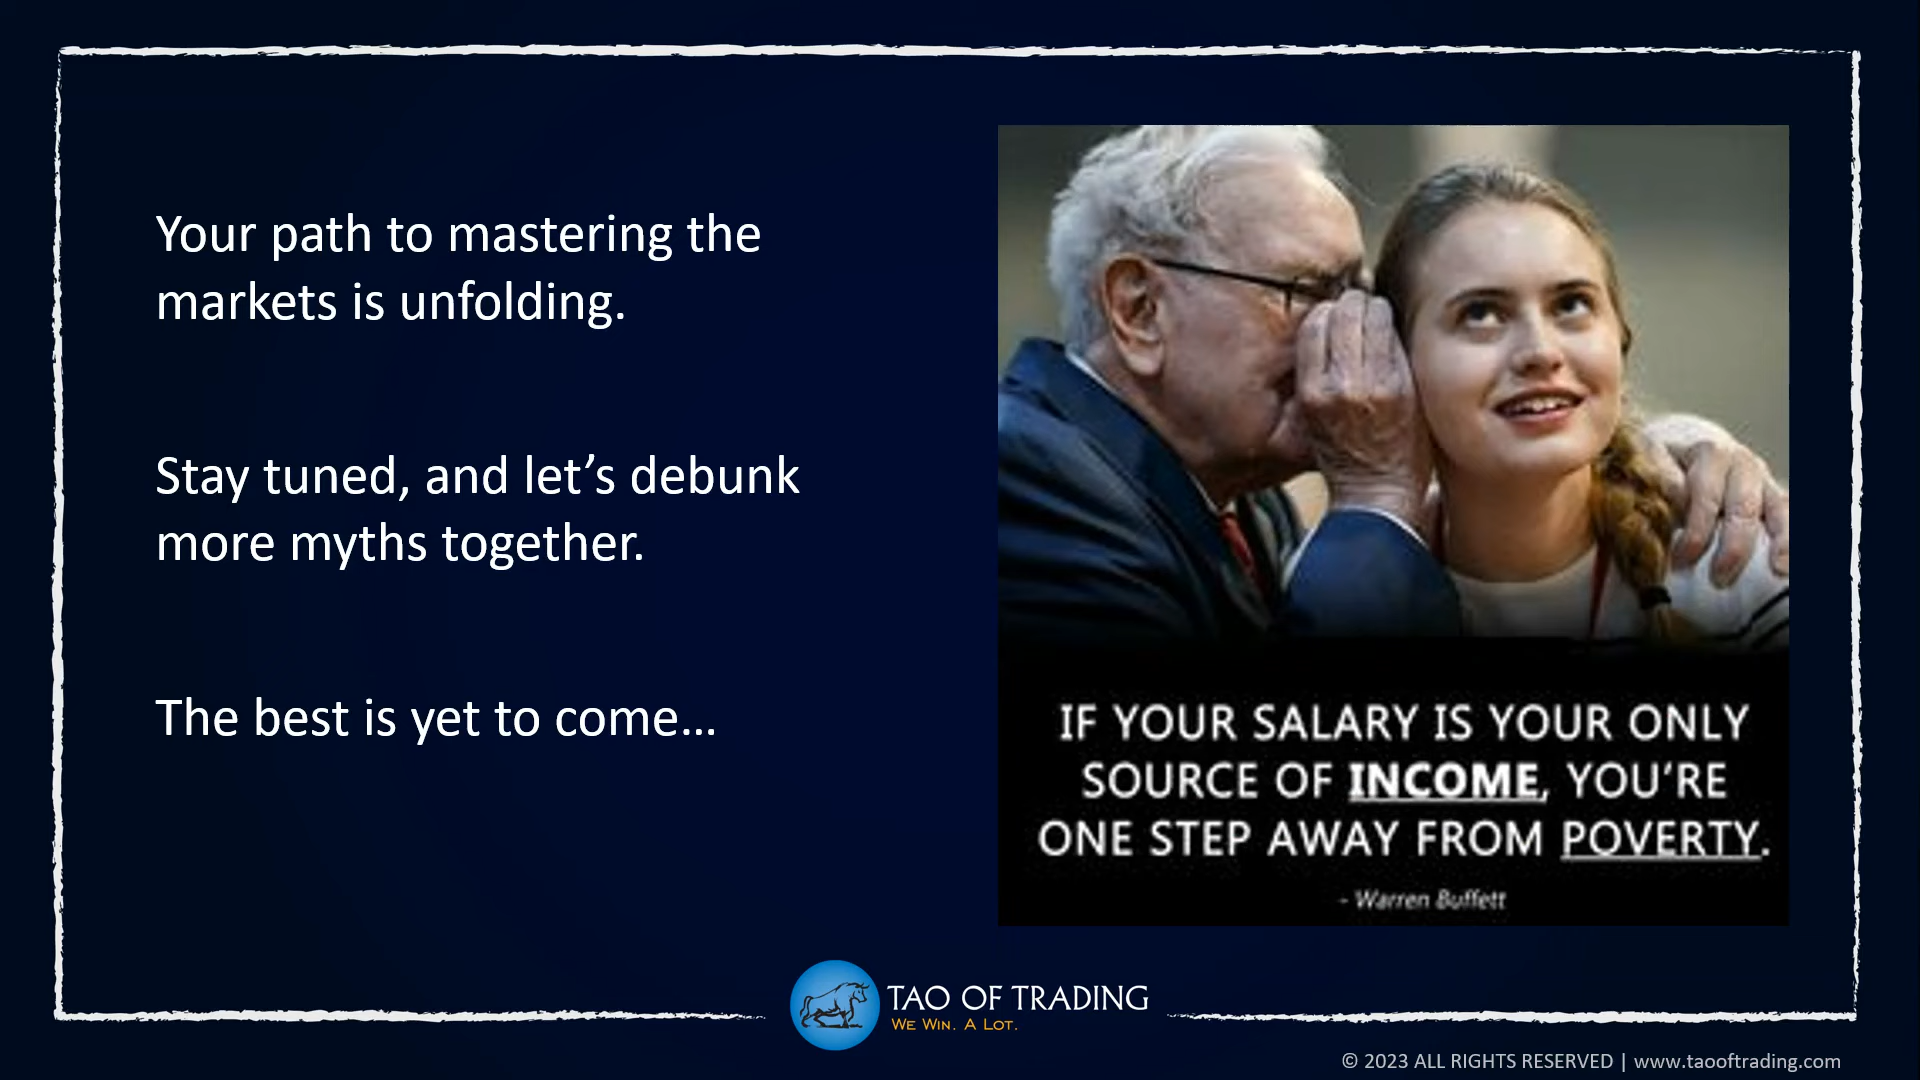 Your path to mastering the
markets is unfolding.
Stay tuned, and let’s debunk
more myths together.
The best is yet to come…
IF YOUR SALARY IS YOUR ONLY
SOURCE OF INCOME, YOU’RE
ONE STEP AWAY FROM POVERTY.
- Warren Buffett
TAO OF TRADING
WE WIN. A LOT.
© 2023 ALL RIGHTS RESERVED | www.taooftrading.com